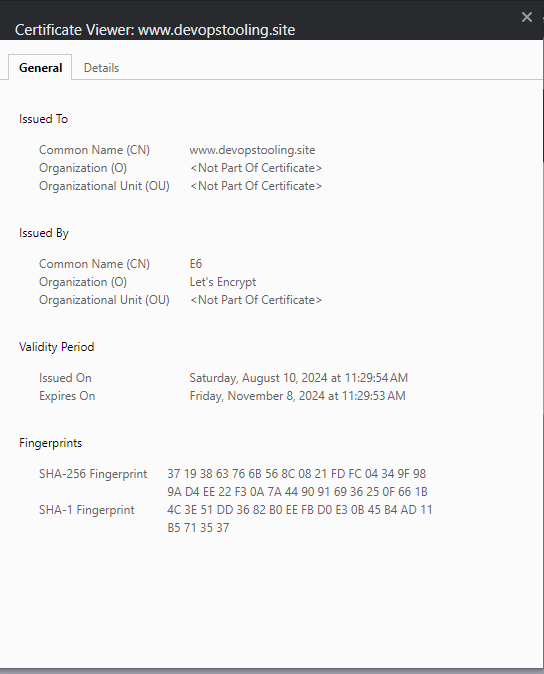 Certificate Viewer: www.devopstooling.site
General Details
Issued To
Common Name (CN) www.devopstooling.site
Organization (O) <Not Part Of Certificate>
Organizational Unit (OU) <Not Part Of Certificate>
Issued By
Common Name (CN) E6
Organization (O) Let's Encrypt
Organizational Unit (OU) <Not Part Of Certificate>
Validity Period
Issued On Saturday, August 10, 2024 at 11:29:54 AM
Expires On Friday, November 8, 2024 at 11:29:53 AM
Fingerprints
SHA-256 Fingerprint 37 19 38 63 76 6B 56 8C 08 21 FD FC 04 34 9F 98
9A D4 EE 22 F3 0A 7A 44 90 91 69 36 25 0F 66 1B
SHA-1 Fingerprint 4C 3E 51 DD 36 82 B0 EE FB D0 E3 0B 45 B4 AD 11
B5 71 35 37